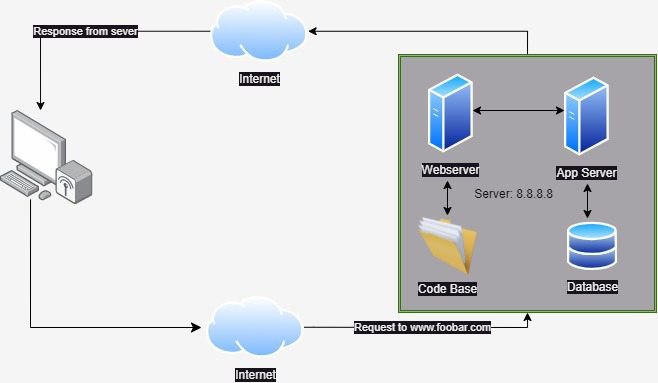 Response from sever
Internet
Webserver
App Server
Server: 8.8.8.8
Code Base
Database
Request to www.foobar.com
Internet